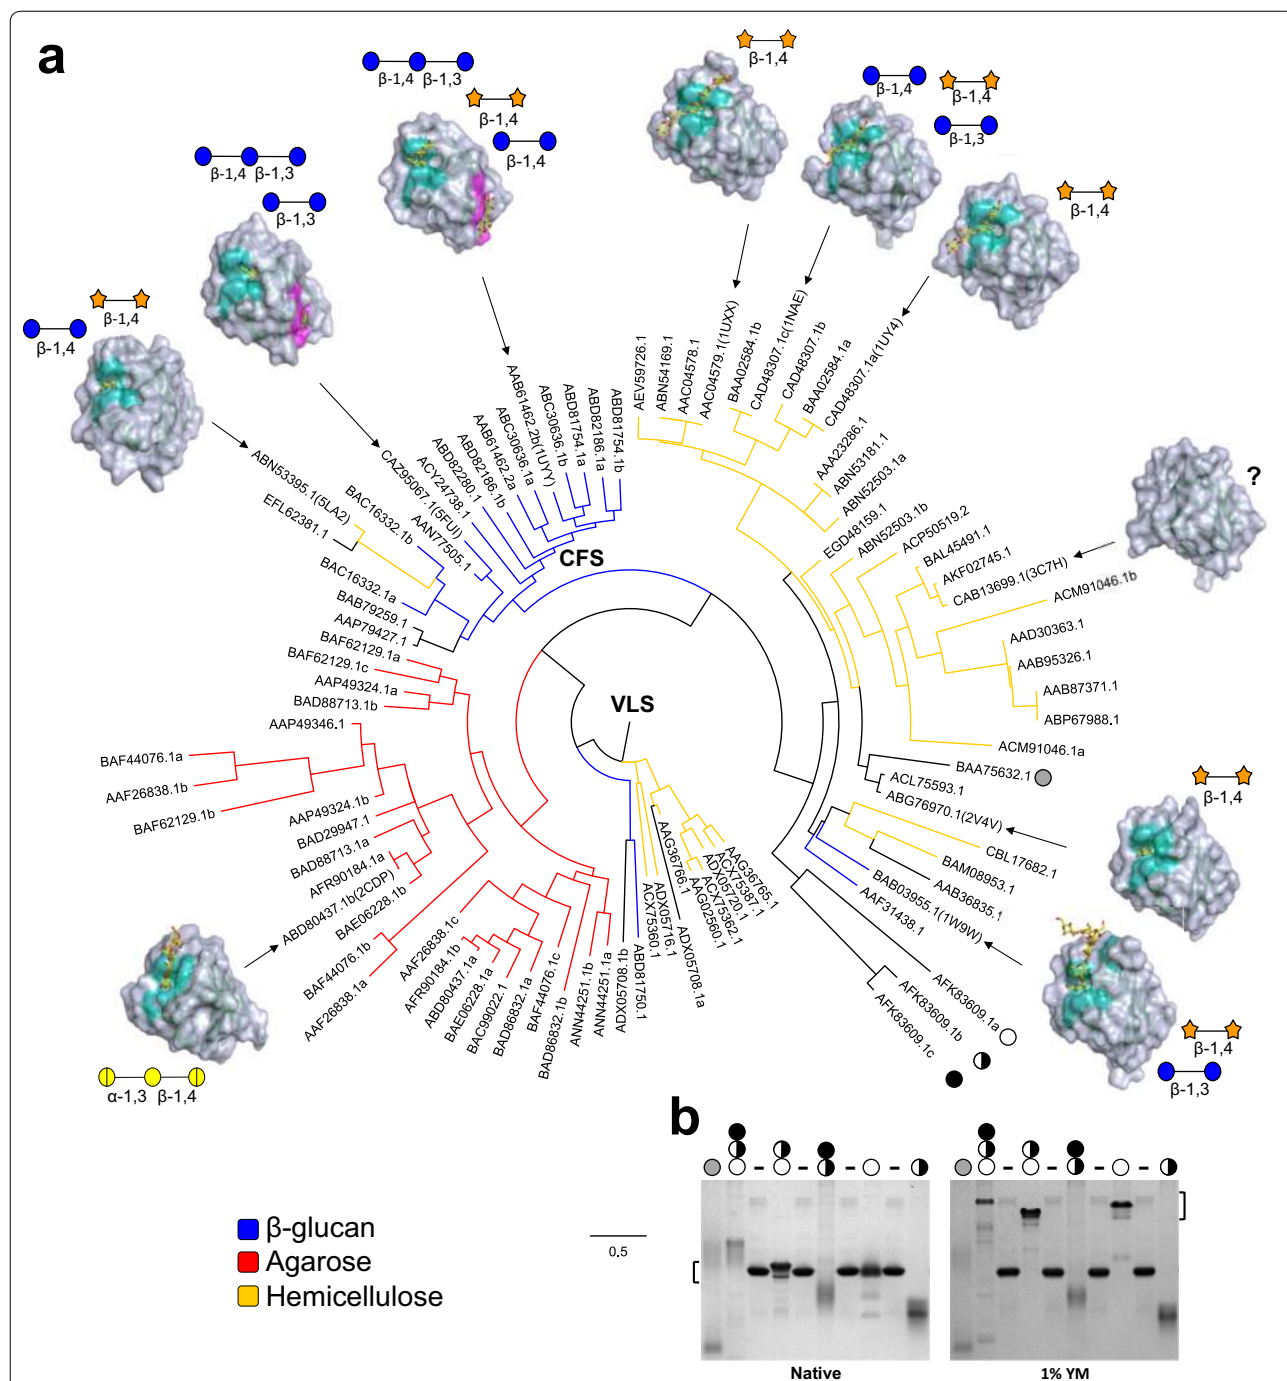 a
β-1,4
β-1,4 β-1,3
β-1,4
β-1,4
β-1,4
β-1,4
β-1,3
β-1,4
β-1,4 β-1,3
β-1,3
β-1,4
β-1,4
AAB61462.2b(1UYY)
ABC30636.1b
ABD81754.1a
ABD82186.1a
ABD81754.1b
ABC30636.1a
AAB61462.2a
ABD82186.1b
ABD82280.1
ACY24738.1
CAZ95067.1(5FUI)
AAN77505.1
BAC16332.1b
ABN53395.1(5LA2)
EFL62381.1
BAC16332.1a
BAB79259.1
AAP79427.1
CFS
AEV59726.1
ABN54169.1
AAC04578.1
AAC04579.1(1UXX)
BAA02584.1b
CAD48307.1c(1NAE)
CAD48307.1b
BAA02584.1a
CAD48307.1a(1UY4)
AAA23286.1
ABN53181.1
ABN52503.1a
EGD48159.1
ABN52503.1b
ACP50519.2
BAL45491.1
AKF02745.1
CAB13699.1(3C7H)
?
ACM91046.1b
AAD30363.1
AAB95326.1
AAB87371.1
ABP67988.1
ACM91046.1a
BAA75632.1
ACL75593.1
ABG76970.1(2V4V)
CBL17682.1
BAM08953.1
AAB36835.1
BAB03955.1(1W9W)
AAF31438.1
AFK83609.1a
AFK83609.1b
AFK83609.1c
β-1,4
β-1,4
β-1,3
BAF62129.1a
BAF62129.1c
AAP49324.1a
BAD88713.1b
AAP49346.1
BAF44076.1a
AAF26838.1b
BAF62129.1b
AAP49324.1b
BAD29947.1
BAD88713.1a
AFR90184.1a
ABD80437.1b(2CDP)
BAE06228.1b
BAF44076.1b
AAF26838.1a
AAF26838.1c
AFR90184.1b
ABD80437.1a
BAE06228.1a
BAC99022.1
BAD86832.1a
BAF44076.1c
BAD86832.1b
ANN44251.1b
ANN44251.1a
α-1,3 β-1,4
VLS
ADX05708.1b
ABD81750.1
ACX75360.1
ADX05716.1
ADX05708.1a
AAG36766.1
AAG02560.1
ACX75362.1
ADX05720.1
ACX75387.1
AAG36765.1
β-glucan
Agarose
Hemicellulose
0.5
b
- - - -
- - - -
Native
1% YM